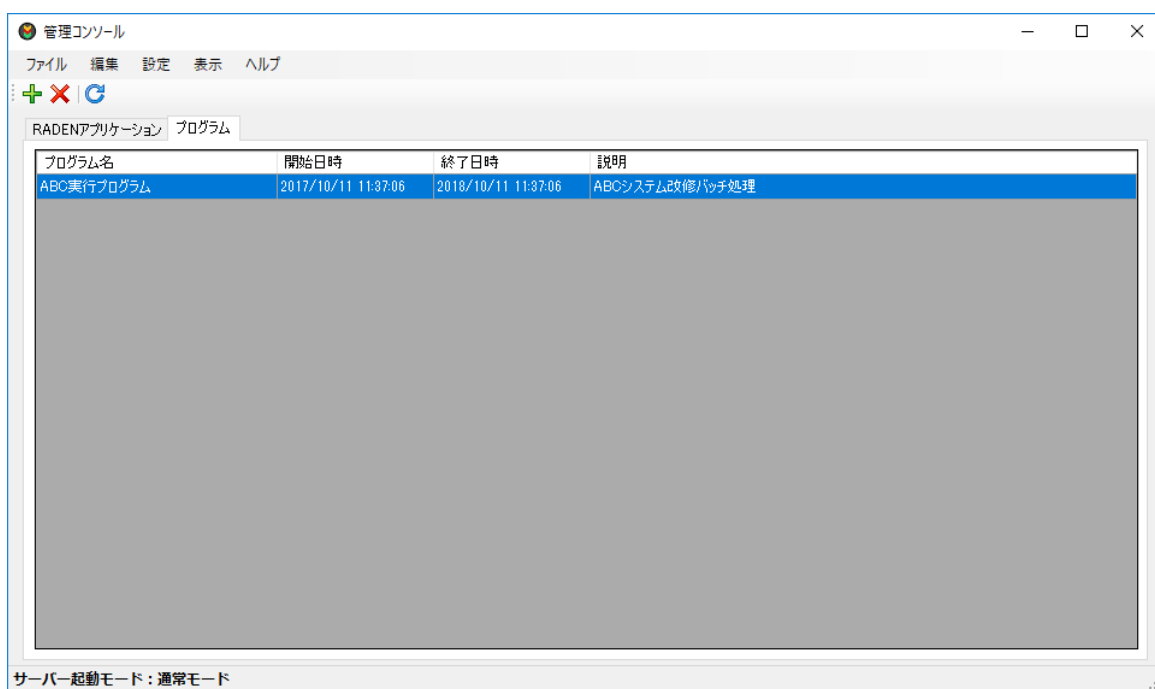 管理コンソール
ファイル 編集 設定 表示 ヘルプ
RADENアプリケーション プログラム
プログラム名 開始日時 終了日時 説明
ABC実行プログラム 2017/10/11 11:37:06 2018/10/11 11:37:06 ABCシステム改修バッチ処理
サーバー起動モード：通常モード